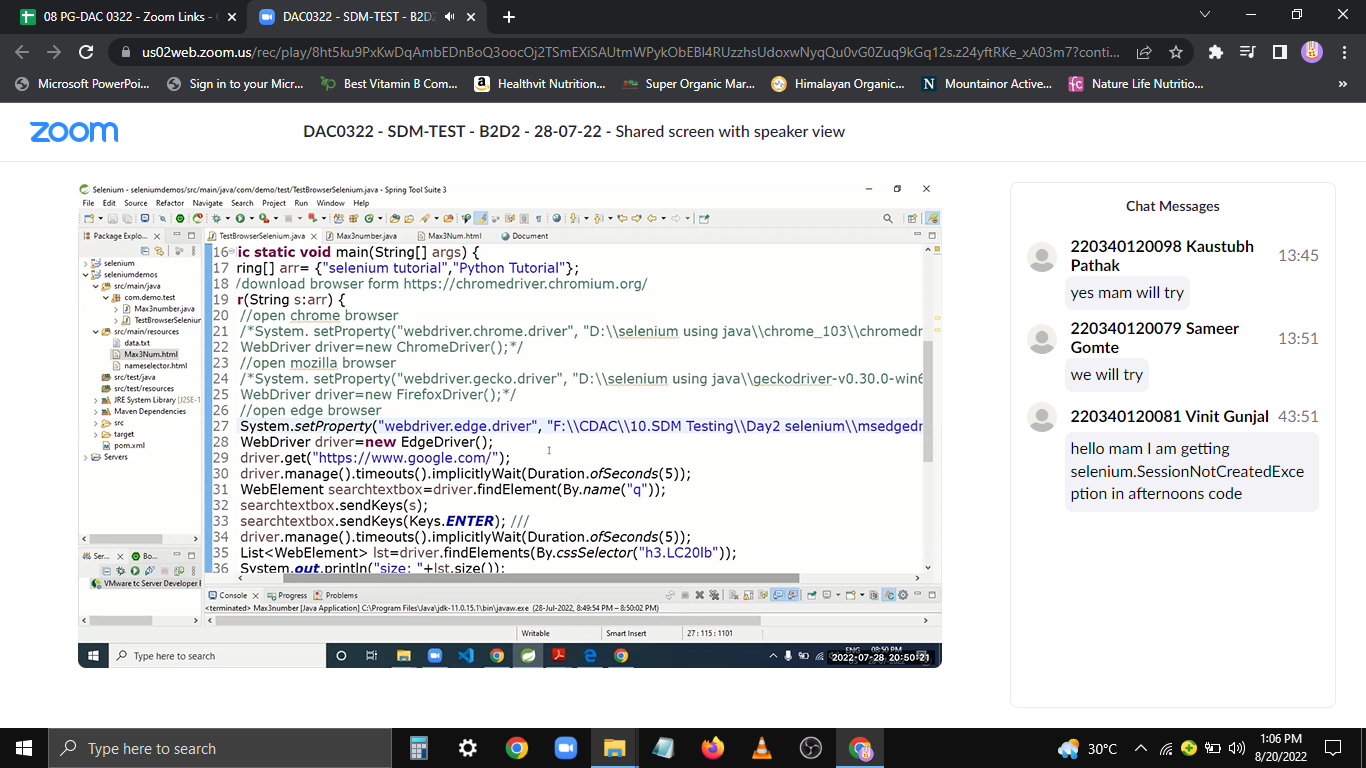 08 PG-DAC 0322 - Zoom Links -
DAC0322 - SDM-TEST - B2D2
us02web.zoom.us/rec/play/8ht5ku9PxKwDqAmbEDnBoQ3oocOj2TSmEXiSAUtmWPykObEBI4RUzzhsUdoxwNyqQu0vG0Zuq9kGq12s.z24yftRKe_xA03m7?conti...
Microsoft PowerPoi...
Sign in to your Micr...
Best Vitamin B Com...
Healthvit Nutrition...
Super Organic Mar...
Himalayan Organic...
Mountainor Active...
Nature Life Nutritio...
zoom
DAC0322 - SDM-TEST - B2D2 - 28-07-22 - Shared screen with speaker view
Selenium - seleniumdemos/src/main/java/com/demo/test/TestBrowserSelenium.java - Spring Tool Suite 3
File Edit Source Refactor Navigate Search Project Run Window Help
Package Explo...
selenium
seleniumdemos
src/main/java
com.demo.test
Max3number.java
TestBrowserSeleniun
src/main/resources
data.txt
Max3Num.html
nameselector.html
src/test/java
src/test/resources
JRE System Library [J2SE-1
Maven Dependencies
src
target
pom.xml
Servers
Ser...
Bo...
VMware tc Server Developer E
TestBrowserSelenium.java
Max3number.java
Max3Num.html
Document
16 ic static void main(String[] args) {
17 ring[] arr= {"selenium tutorial","Python Tutorial"};
18 /download browser form https://chromedriver.chromium.org/
19 r(String s:arr) {
20 //open chrome browser
21 /*System. setProperty("webdriver.chrome.driver", "D:\\selenium using java\\chrome_103\\chromedr
22 WebDriver driver=new ChromeDriver();*/
23 //open mozilla browser
24 /*System. setProperty("webdriver.gecko.driver", "D:\\selenium using java\\geckodriver-v0.30.0-win6
25 WebDriver driver=new FirefoxDriver();*/
26 //open edge browser
27 System.setProperty("webdriver.edge.driver", "F:\\CDAC\\10.SDM Testing\\Day2 selenium\\msedgedr
28 WebDriver driver=new EdgeDriver();
29 driver.get("https://www.google.com/");
30 driver.manage().timeouts().implicitlyWait(Duration.ofSeconds(5));
31 WebElement searchtextbox=driver.findElement(By.name("q"));
32 searchtextbox.sendKeys(s);
33 searchtextbox.sendKeys(Keys.ENTER); ///
34 driver.manage().timeouts().implicitlyWait(Duration.ofSeconds(5));
35 List<WebElement> lst=driver.findElements(By.cssSelector("h3.LC20lb"));
36 System.out.println("size: "+lst.size());
Console Progress Problems
<terminated> Max3number [Java Application] C:\Program Files\Java\jdk-11.0.15.1\bin\javaw.exe (28-Jul-2022, 8:49:54 PM – 8:50:02 PM)
Writable
Smart Insert
27 : 115 : 1101
Type here to search
2022-07-28 20:50:21
Chat Messages
220340120098 Kaustubh
Pathak
13:45
yes mam will try
220340120079 Sameer
Gomte
13:51
we will try
220340120081 Vinit Gunjal
43:51
hello mam I am getting
selenium.SessionNotCreatedExce
ption in afternoons code
Type here to search
30°C
1:06 PM
8/20/2022